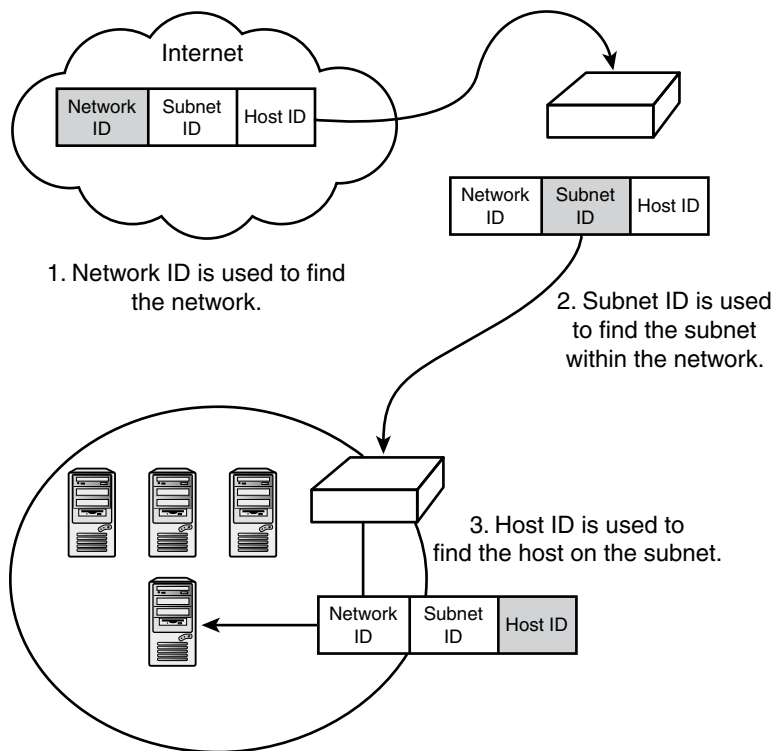 Internet
Network
ID
Subnet
ID
Host ID
Network
ID
Subnet
ID
Host ID
1. Network ID is used to find
the network.
2. Subnet ID is used
to find the subnet
within the network.
3. Host ID is used to
find the host on the subnet.
Network
ID
Subnet
ID
Host ID